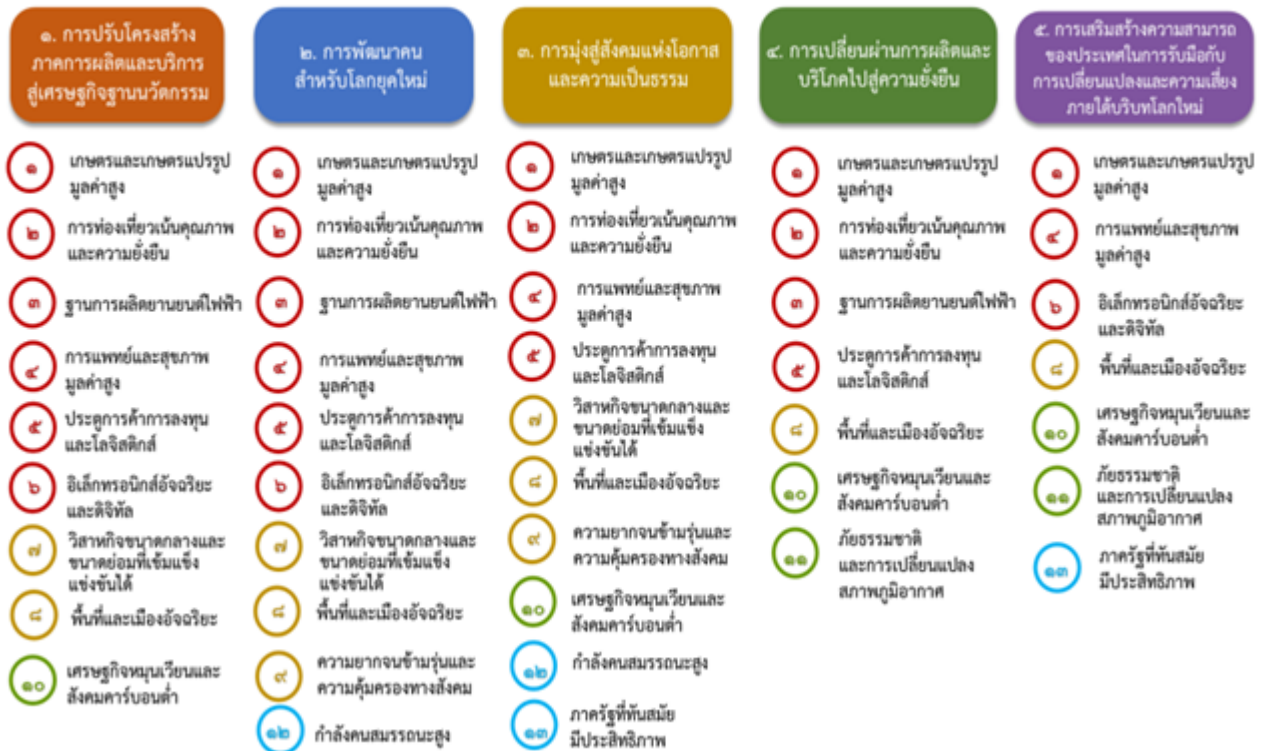 ๑. การปรับโครงสร้าง
ภาคการผลิตและบริการ
สู่เศรษฐกิจฐานนวัตกรรม
๑ เกษตรและเกษตรแปรรูป
มูลค่าสูง
๒ การท่องเที่ยวเน้นคุณภาพ
และความยั่งยืน
๓ ฐานการผลิตยานยนต์ไฟฟ้า
๔ การแพทย์และสุขภาพ
มูลค่าสูง
๕ ประตูการค้าการลงทุน
และโลจิสติกส์
๖ อิเล็กทรอนิกส์อัจฉริยะ
และดิจิทัล
๗ วิสาหกิจขนาดกลางและ
ขนาดย่อมที่เข้มแข็ง
แข่งขันได้
๘ พื้นที่และเมืองอัจฉริยะ
๑๐ เศรษฐกิจหมุนเวียนและ
สังคมคาร์บอนต่ำ
๒. การพัฒนาคน
สำหรับโลกยุคใหม่
๑ เกษตรและเกษตรแปรรูป
มูลค่าสูง
๒ การท่องเที่ยวเน้นคุณภาพ
และความยั่งยืน
๓ ฐานการผลิตยานยนต์ไฟฟ้า
๔ การแพทย์และสุขภาพ
มูลค่าสูง
๕ ประตูการค้าการลงทุน
และโลจิสติกส์
๖ อิเล็กทรอนิกส์อัจฉริยะ
และดิจิทัล
๗ วิสาหกิจขนาดกลางและ
ขนาดย่อมที่เข้มแข็ง
แข่งขันได้
๘ พื้นที่และเมืองอัจฉริยะ
๙ ความยากจนข้ามรุ่นและ
ความคุ้มครองทางสังคม
๑๒ กำลังคนสมรรถนะสูง
๓. การมุ่งสู่สังคมแห่งโอกาส
และความเป็นธรรม
๑ เกษตรและเกษตรแปรรูป
มูลค่าสูง
๒ การท่องเที่ยวเน้นคุณภาพ
และความยั่งยืน
๔ การแพทย์และสุขภาพ
มูลค่าสูง
๕ ประตูการค้าการลงทุน
และโลจิสติกส์
๗ วิสาหกิจขนาดกลางและ
ขนาดย่อมที่เข้มแข็ง
แข่งขันได้
๘ พื้นที่และเมืองอัจฉริยะ
๙ ความยากจนข้ามรุ่นและ
ความคุ้มครองทางสังคม
๑๐ เศรษฐกิจหมุนเวียนและ
สังคมคาร์บอนต่ำ
๑๒ กำลังคนสมรรถนะสูง
๑๓ ภาครัฐที่ทันสมัย
มีประสิทธิภาพ
๔. การเปลี่ยนผ่านการผลิตและ
บริโภคไปสู่ความยั่งยืน
๑ เกษตรและเกษตรแปรรูป
มูลค่าสูง
๒ การท่องเที่ยวเน้นคุณภาพ
และความยั่งยืน
๓ ฐานการผลิตยานยนต์ไฟฟ้า
๕ ประตูการค้าการลงทุน
และโลจิสติกส์
๘ พื้นที่และเมืองอัจฉริยะ
๑๐ เศรษฐกิจหมุนเวียนและ
สังคมคาร์บอนต่ำ
๑๑ ภัยธรรมชาติ
และการเปลี่ยนแปลง
สภาพภูมิอากาศ
๕. การเสริมสร้างความสามารถ
ของประเทศในการรับมือกับ
การเปลี่ยนแปลงและความเสี่ยง
ภายใต้บริบทโลกใหม่
๑ เกษตรและเกษตรแปรรูป
มูลค่าสูง
๔ การแพทย์และสุขภาพ
มูลค่าสูง
๖ อิเล็กทรอนิกส์อัจฉริยะ
และดิจิทัล
๘ พื้นที่และเมืองอัจฉริยะ
๑๐ เศรษฐกิจหมุนเวียนและ
สังคมคาร์บอนต่ำ
๑๑ ภัยธรรมชาติ
และการเปลี่ยนแปลง
สภาพภูมิอากาศ
๑๓ ภาครัฐที่ทันสมัย
มีประสิทธิภาพ